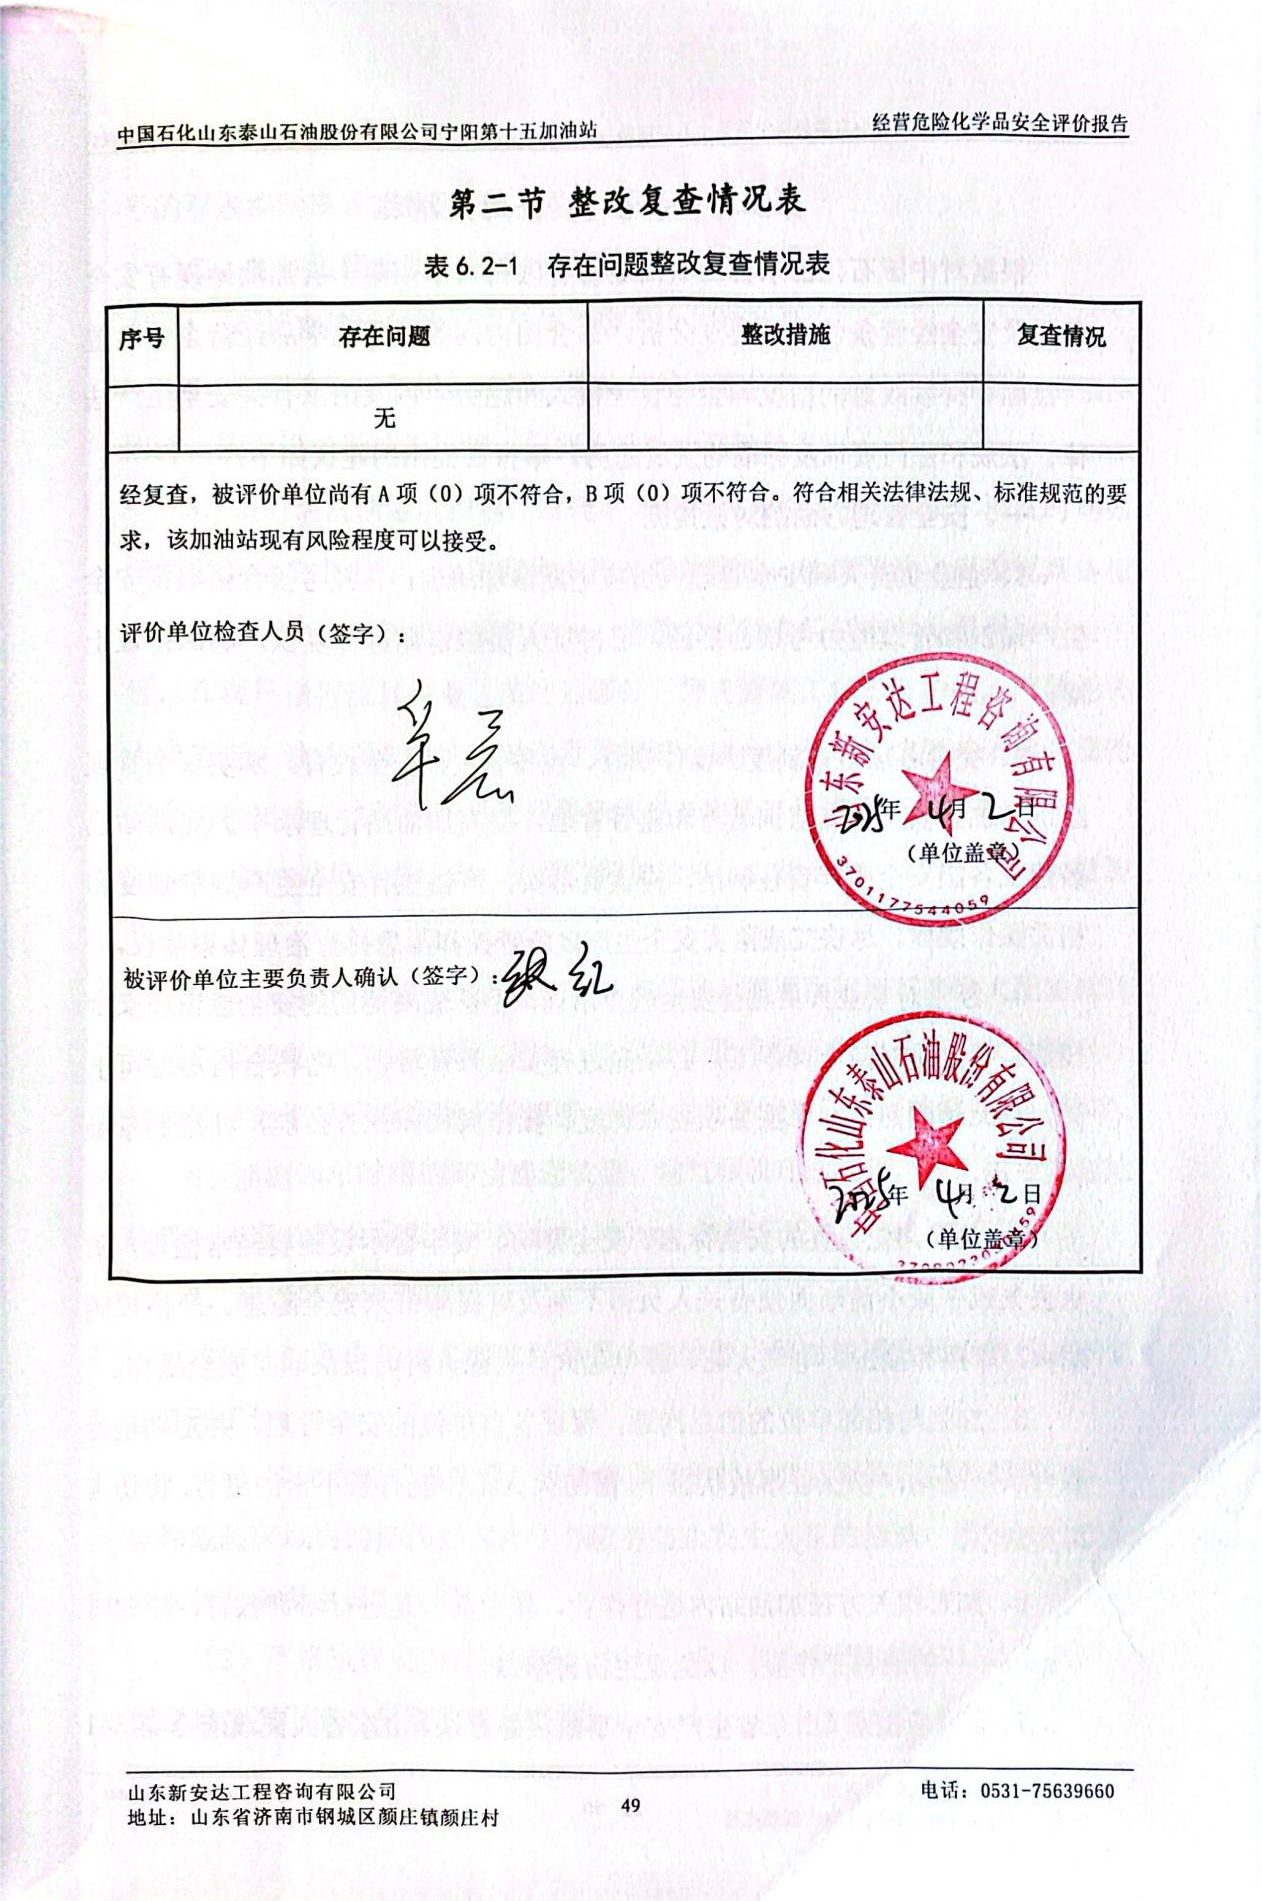 中国石化山东泰山石油股份有限公司宁阳第十五加油站 经营危险化学品安全评价报告
第二节 整改复查情况表
表 6.2-1 存在问题整改复查情况表
序号 存在问题 整改措施 复查情况
无
经复查，被评价单位尚有 A 项（0）项不符合，B 项（0）项不符合。符合相关法律法规、标准规范的要
求，该加油站现有风险程度可以接受。
评价单位检查人员（签字）：
山东新安达工程咨询有限公司
2025年 4月 2日
（单位盖章）
3701177544059
被评价单位主要负责人确认（签字）：
中国石化山东泰山石油股份有限公司
2025年 4月 2日
（单位盖章）
山东新安达工程咨询有限公司 电话：0531-75639660
地址：山东省济南市钢城区颜庄镇颜庄村
49